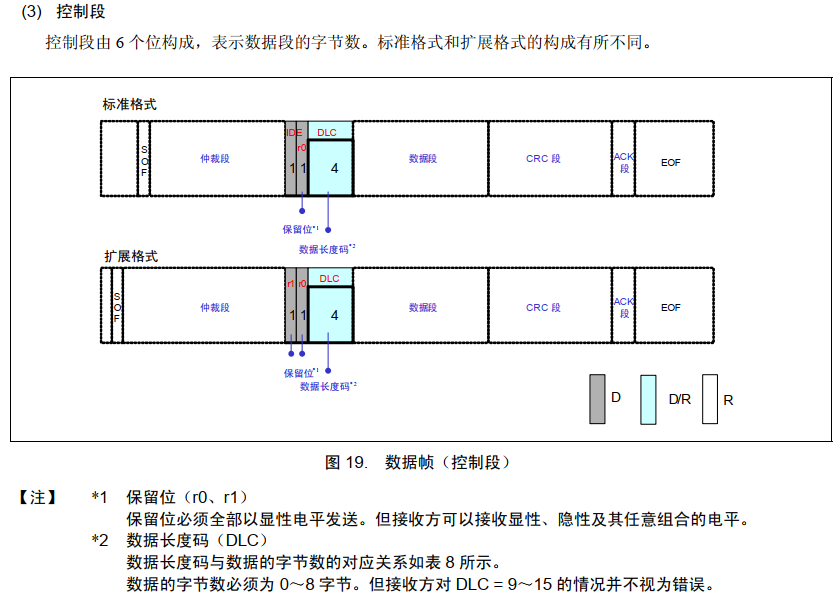 (3) 控制段
控制段由 6 个位构成，表示数据段的字节数。标准格式和扩展格式的构成有所不同。
标准格式
SOF
仲裁段
IDE
r0
DLC
1
1
4
数据段
CRC 段
ACK
段
EOF
保留位*1
数据长度码*2
扩展格式
SOF
仲裁段
r1
r0
DLC
1
1
4
数据段
CRC 段
ACK
段
EOF
保留位*1
数据长度码*2
D
D/R
R
图 19. 数据帧（控制段）
【注】 *1 保留位（r0、r1）
保留位必须全部以显性电平发送。但接收方可以接收显性、隐性及其任意组合的电平。
*2 数据长度码（DLC）
数据长度码与数据的字节数的对应关系如表 8 所示。
数据的字节数必须为 0～8 字节。但接收方对 DLC = 9～15 的情况并不视为错误。